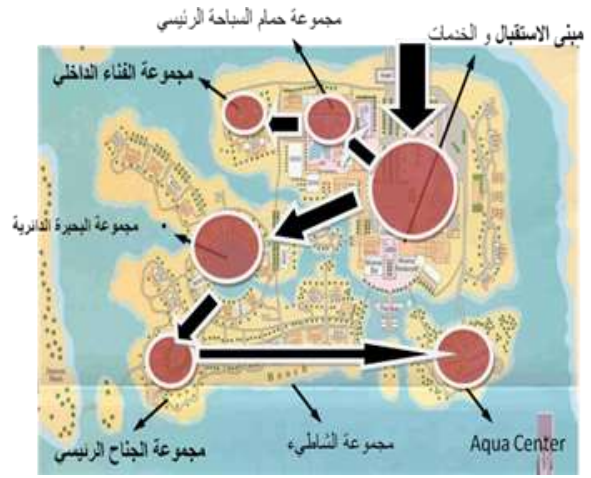 مجموعة حمام السباحة الرئيسي
مبنى الاستقبال و الخدمات
مجموعة الفناء الداخلي
مجموعة البحيرة الدائرية
Beach
مجموعة الشاطيء
مجموعة الجناح الرئيسي
Aqua Center